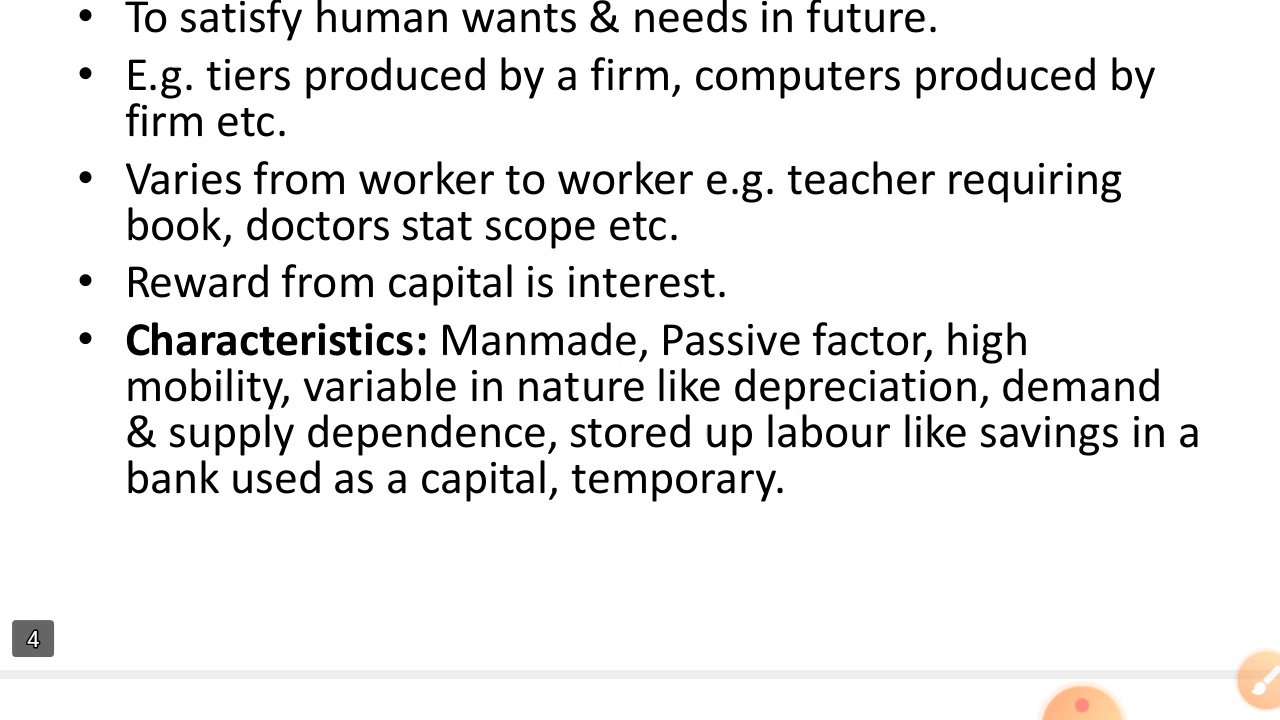 • To satisfy human wants & needs in future.
• E.g. tiers produced by a firm, computers produced by
firm etc.
• Varies from worker to worker e.g. teacher requiring
book, doctors stat scope etc.
• Reward from capital is interest.
• Characteristics: Manmade, Passive factor, high
mobility, variable in nature like depreciation, demand
& supply dependence, stored up labour like savings in a
bank used as a capital, temporary.
4